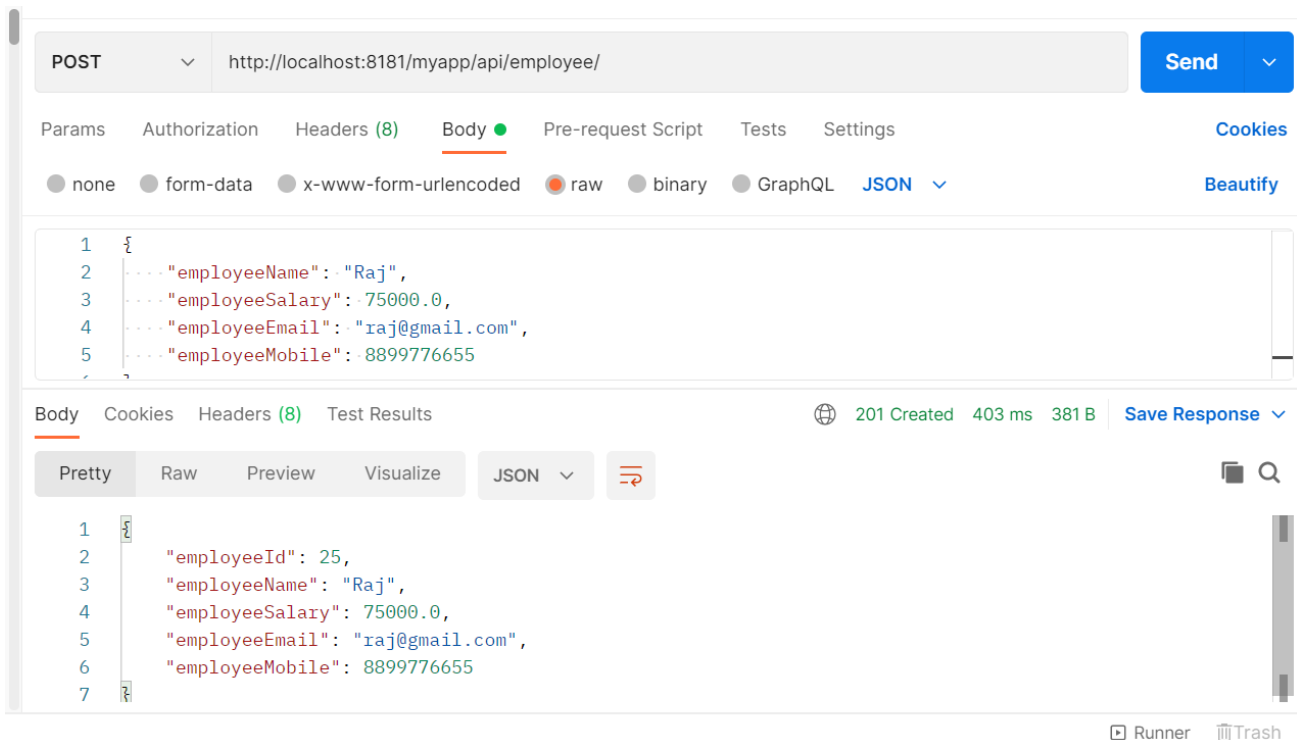 POST http://localhost:8181/myapp/api/employee/ Send
Params Authorization Headers (8) Body Pre-request Script Tests Settings Cookies
none form-data x-www-form-urlencoded raw binary GraphQL JSON Beautify
1 {
2 "employeeName": "Raj",
3 "employeeSalary": 75000.0,
4 "employeeEmail": "raj@gmail.com",
5 "employeeMobile": 8899776655
Body Cookies Headers (8) Test Results 201 Created 403 ms 381 B Save Response
Pretty Raw Preview Visualize JSON
1 {
2 "employeeId": 25,
3 "employeeName": "Raj",
4 "employeeSalary": 75000.0,
5 "employeeEmail": "raj@gmail.com",
6 "employeeMobile": 8899776655
7 }
Runner Trash